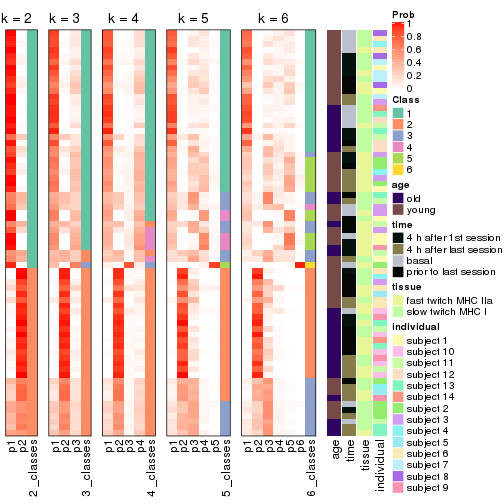 k = 2
k = 3
k = 4
k = 5
k = 6
p1
p2
2_classes
p1
p2
p3
3_classes
p1
p2
p3
p4
4_classes
p1
p2
p3
p4
p5
5_classes
p1
p2
p3
p4
p5
p6
6_classes
age
time
tissue
individual
Prob
1
0.8
0.6
0.4
0.2
0
Class
1
2
3
4
5
6
age
old
young
time
4 h after 1st session
4 h after last session
basal
prior to last session
tissue
fast twitch MHC IIa
slow twitch MHC I
individual
subject 1
subject 10
subject 11
subject 12
subject 13
subject 14
subject 2
subject 3
subject 4
subject 5
subject 6
subject 7
subject 8
subject 9